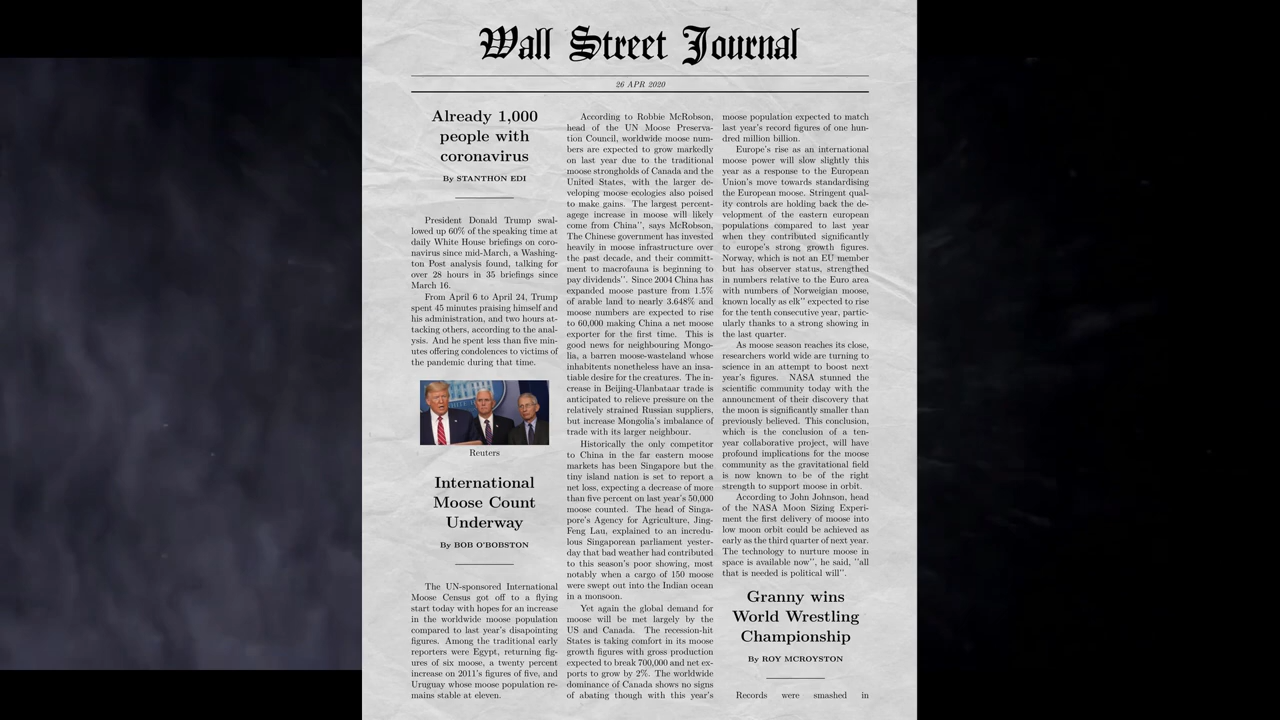 Wall Street Journal
26 APR 2020
Already 1,000
people with
coronavirus
By STANTHON EDI
President Donald Trump swal-
lowed up 60% of the speaking time at
daily White House briefings on coro-
navirus since mid-March, a Washing-
ton Post analysis found, talking for
over 28 hours in 35 briefings since
March 16.
From April 6 to April 24, Trump
spent 45 minutes praising himself and
his administration, and two hours at-
tacking others, according to the anal-
ysis. And he spent less than five min-
utes offering condolences to victims of
the pandemic during that time.
Reuters
International
Moose Count
Underway
By BOB O'BOBSTON
The UN-sponsored International
Moose Census got off to a flying
start today with hopes for an increase
in the worldwide moose population
compared to last year's disapointing
figures. Among the traditional early
reporters were Egypt, returning fig-
ures of six moose, a twenty percent
increase on 2011's figures of five, and
Uruguay whose moose population re-
mains stable at eleven.
According to Robbie McRobson,
head of the UN Moose Preserva-
tion Council, worldwide moose num-
bers are expected to grow markedly
on last year due to the traditional
moose strongholds of Canada and the
United States, with the larger de-
veloping moose ecologies also poised
to make gains. The largest percent-
agege increase in moose will likely
come from China'', says McRobson,
The Chinese government has invested
heavily in moose infrastructure over
the past decade, and their committ-
ment to macrofauna is beginning to
pay dividends''. Since 2004 China has
expanded moose pasture from 1.5%
of arable land to nearly 3.648% and
moose numbers are expected to rise
to 60,000 making China a net moose
exporter for the first time. This is
good news for neighbouring Mongo-
lia, a barren moose-wasteland whose
inhabitents nonetheless have an insa-
tiable desire for the creatures. The in-
crease in Beijing-Ulanbataar trade is
anticipated to relieve pressure on the
relatively strained Russian suppliers,
but increase Mongolia's imbalance of
trade with its larger neighbour.
Historically the only competitor
to China in the far eastern moose
markets has been Singapore but the
tiny island nation is set to report a
net loss, expecting a decrease of more
than five percent on last year's 50,000
moose counted. The head of Singa-
pore's Agency for Agriculture, Jing-
Feng Lau, explained to an incredu-
lous Singaporean parliament yester-
day that bad weather had contributed
to this season's poor showing, most
notably when a cargo of 150 moose
were swept out into the Indian ocean
in a monsoon.
Yet again the global demand for
moose will be met largely by the
US and Canada. The recession-hit
States is taking comfort in its moose
growth figures with gross production
expected to break 700,000 and net ex-
ports to grow by 2%. The worldwide
dominance of Canada shows no signs
of abating though with this year's
moose population expected to match
last year's record figures of one hun-
dred million billion.
Europe's rise as an international
moose power will slow slightly this
year as a response to the European
Union's move towards standardising
the European moose. Stringent qual-
ity controls are holding back the de-
velopment of the eastern european
populations compared to last year
when they contributed significantly
to europe's strong growth figures.
Norway, which is not an EU member
but has observer status, strengthed
in numbers relative to the Euro area
with numbers of Norweigian moose,
known locally as elk'' expected to rise
for the tenth consecutive year, partic-
ularly thanks to a strong showing in
the last quarter.
As moose season reaches its close,
researchers world wide are turning to
science in an attempt to boost next
year's figures. NASA stunned the
scientific community today with the
announcment of their discovery that
the moon is significantly smaller than
previously believed. This conclusion,
which is the conclusion of a ten-
year collaborative project, will have
profound implications for the moose
community as the gravitational field
is now known to be of the right
strength to support moose in orbit.
According to John Johnson, head
of the NASA Moon Sizing Experi-
ment the first delivery of moose into
low moon orbit could be achieved as
early as the third quarter of next year.
The technology to nurture moose in
space is available now'', he said, ''all
that is needed is political will''.
Granny wins
World Wrestling
Championship
By ROY MCROYSTON
Records were smashed in